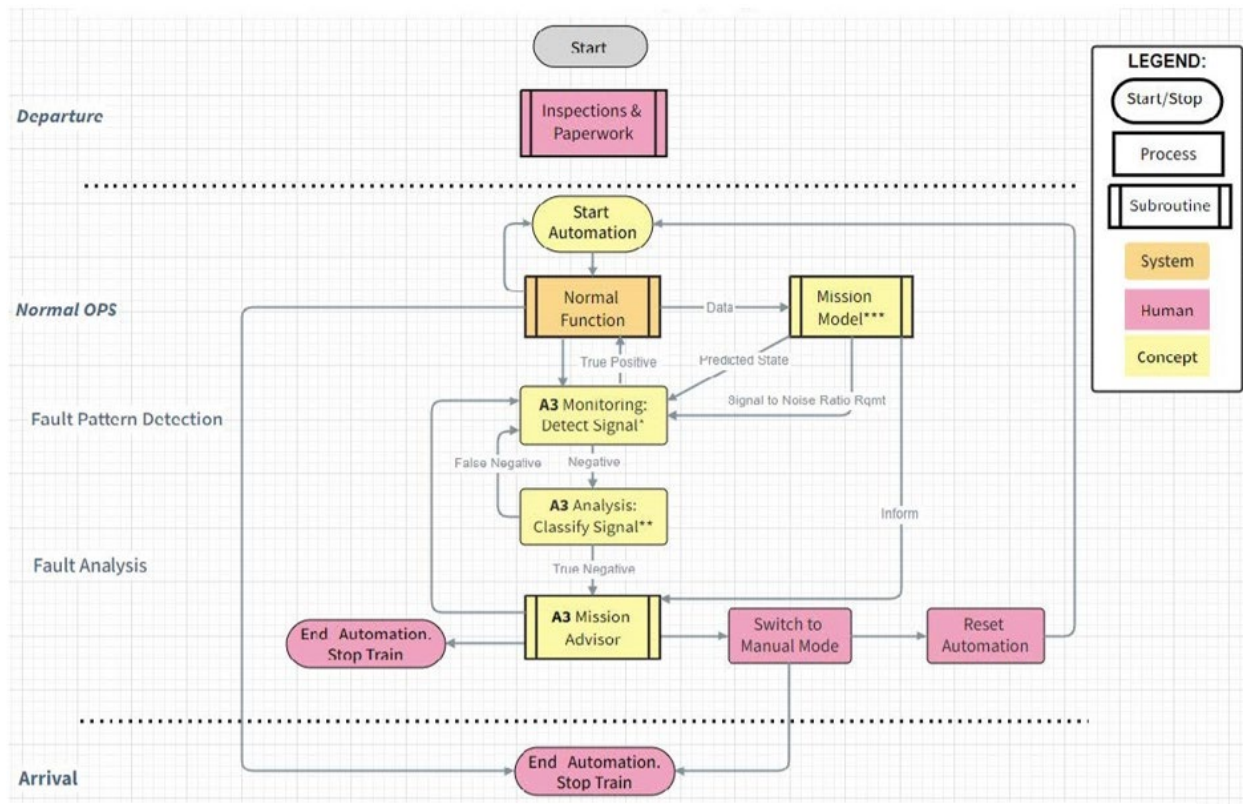 Start
LEGEND:
Start/Stop
Process
Subroutine
System
Human
Concept
Departure
Inspections &
Paperwork
Start
Automation
Normal OPS
Normal
Function
Data
Mission
Model***
True Positive
Predicted State
Signal to Noise Ratio Rqmt
Fault Pattern Detection
A3 Monitoring:
Detect Signal*
False Negative
Negative
A3 Analysis:
Classify Signal**
Inform
Fault Analysis
True Negative
A3 Mission
Advisor
End Automation.
Stop Train
Switch to
Manual Mode
Reset
Automation
Arrival
End Automation.
Stop Train